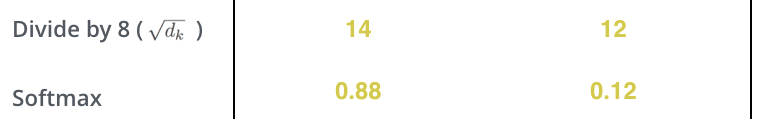 Divide by 8 ( √dₖ ) 14 12
Softmax 0.88 0.12